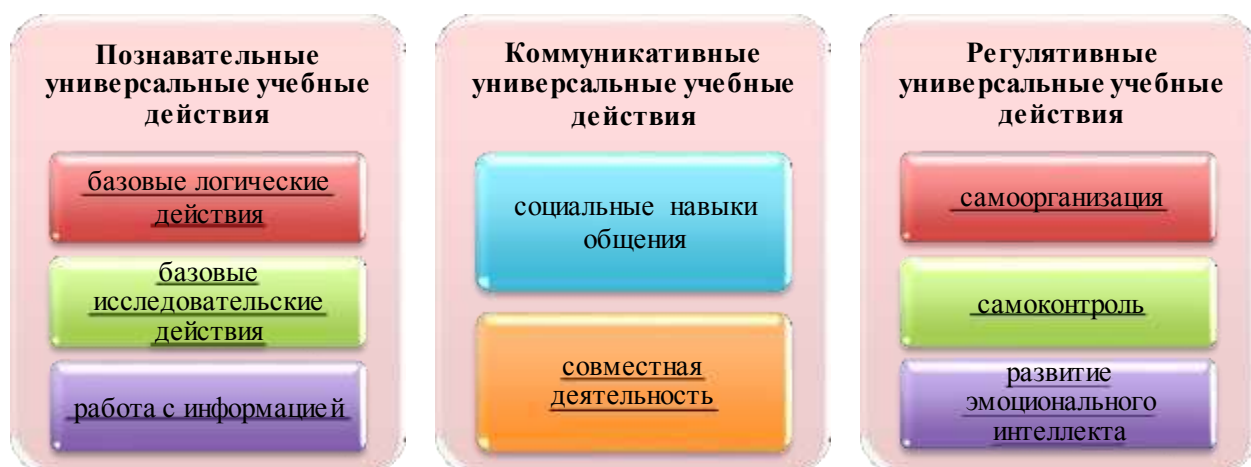 Познавательные
универсальные учебные
действия
базовые логические
действия
базовые
исследовательские
действия
работа с информацией
Коммуникативные
универсальные учебные
действия
социальные навыки
общения
совместная
деятельность
Регулятивные
универсальные учебные
действия
самоорганизация
самоконтроль
развитие
эмоционального
интеллекта